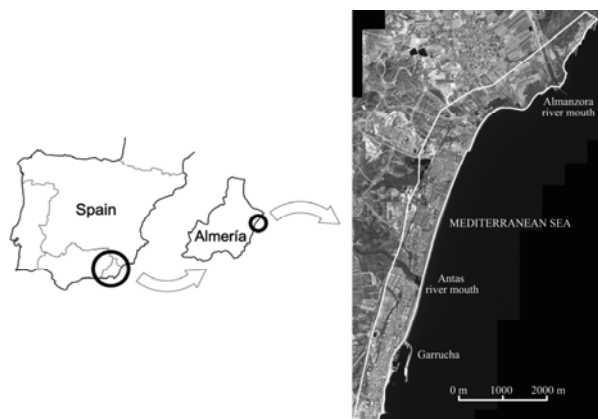 Spain
Almería
Almanzora
river mouth
MEDITERRANEAN SEA
Antas
river mouth
Garrucha
0 m 1000 2000 m